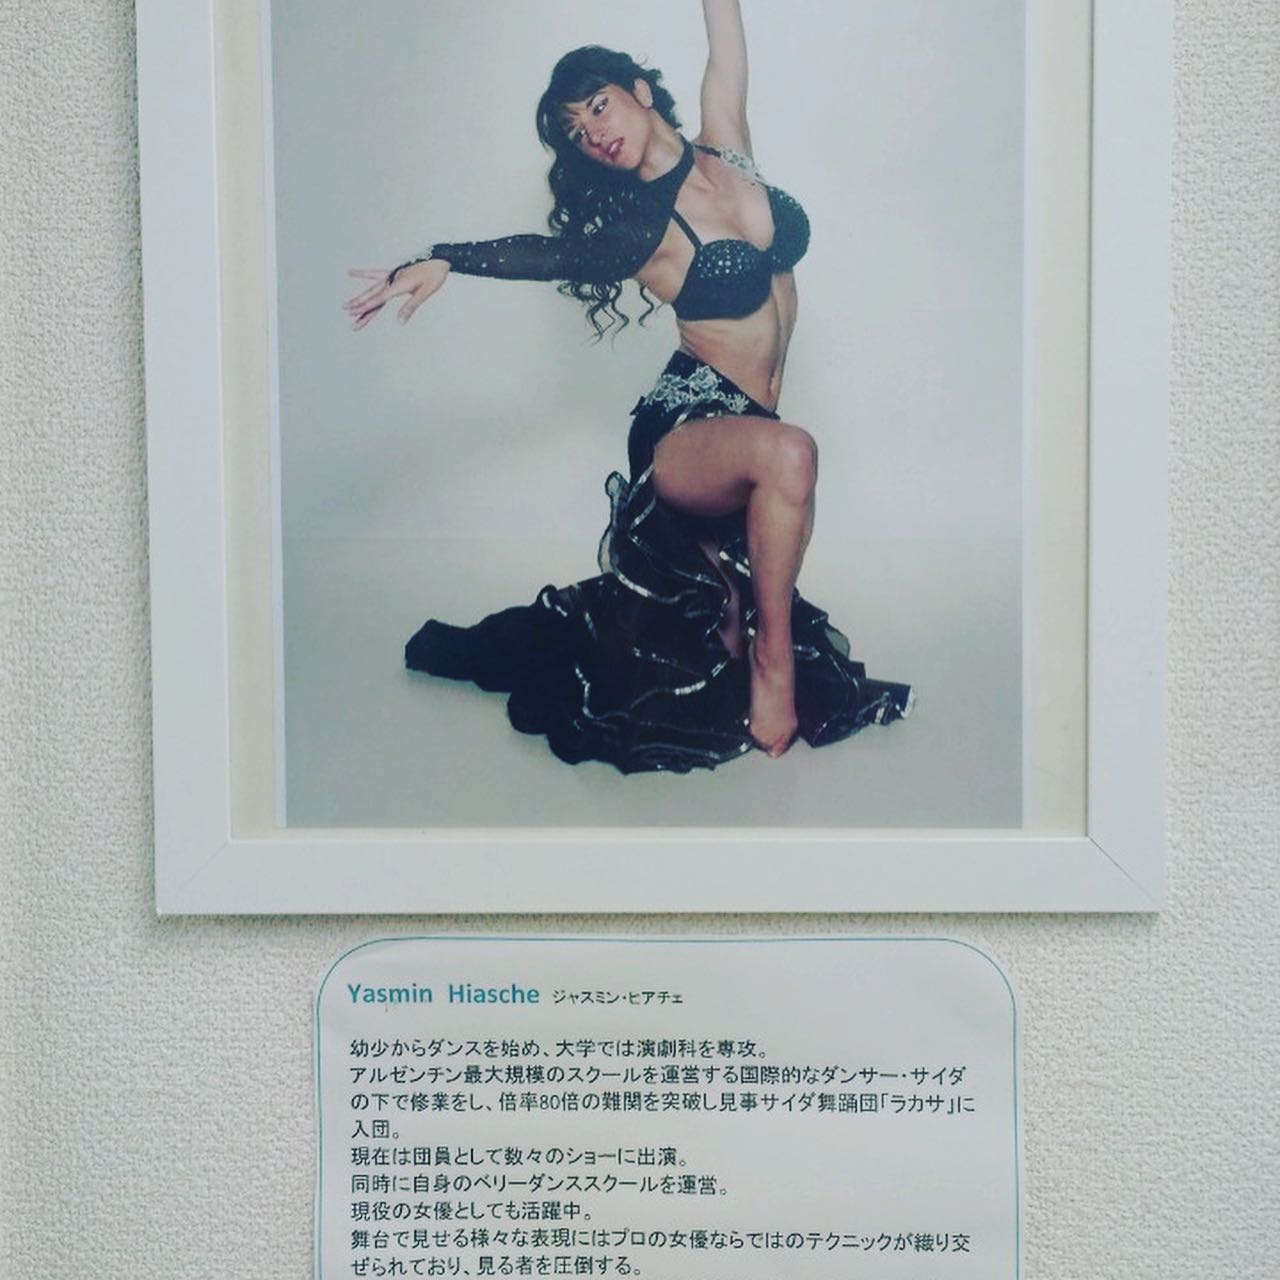 Yasmin Hiasche ジャスミン・ヒアチェ
幼少からダンスを始め、大学では演劇科を専攻。
アルゼンチン最大規模のスクールを運営する国際的なダンサー・サイダ
の下で修業をし、倍率80倍の難関を突破し見事サイダ舞踊団「ラカサ」に
入団。
現在は団員として数々のショーに出演。
同時に自身のベリーダンススクールを運営。
現役の女優としても活躍中。
舞台で見せる様々な表現にはプロの女優ならではのテクニックが織り交
ぜられており、見る者を圧倒する。